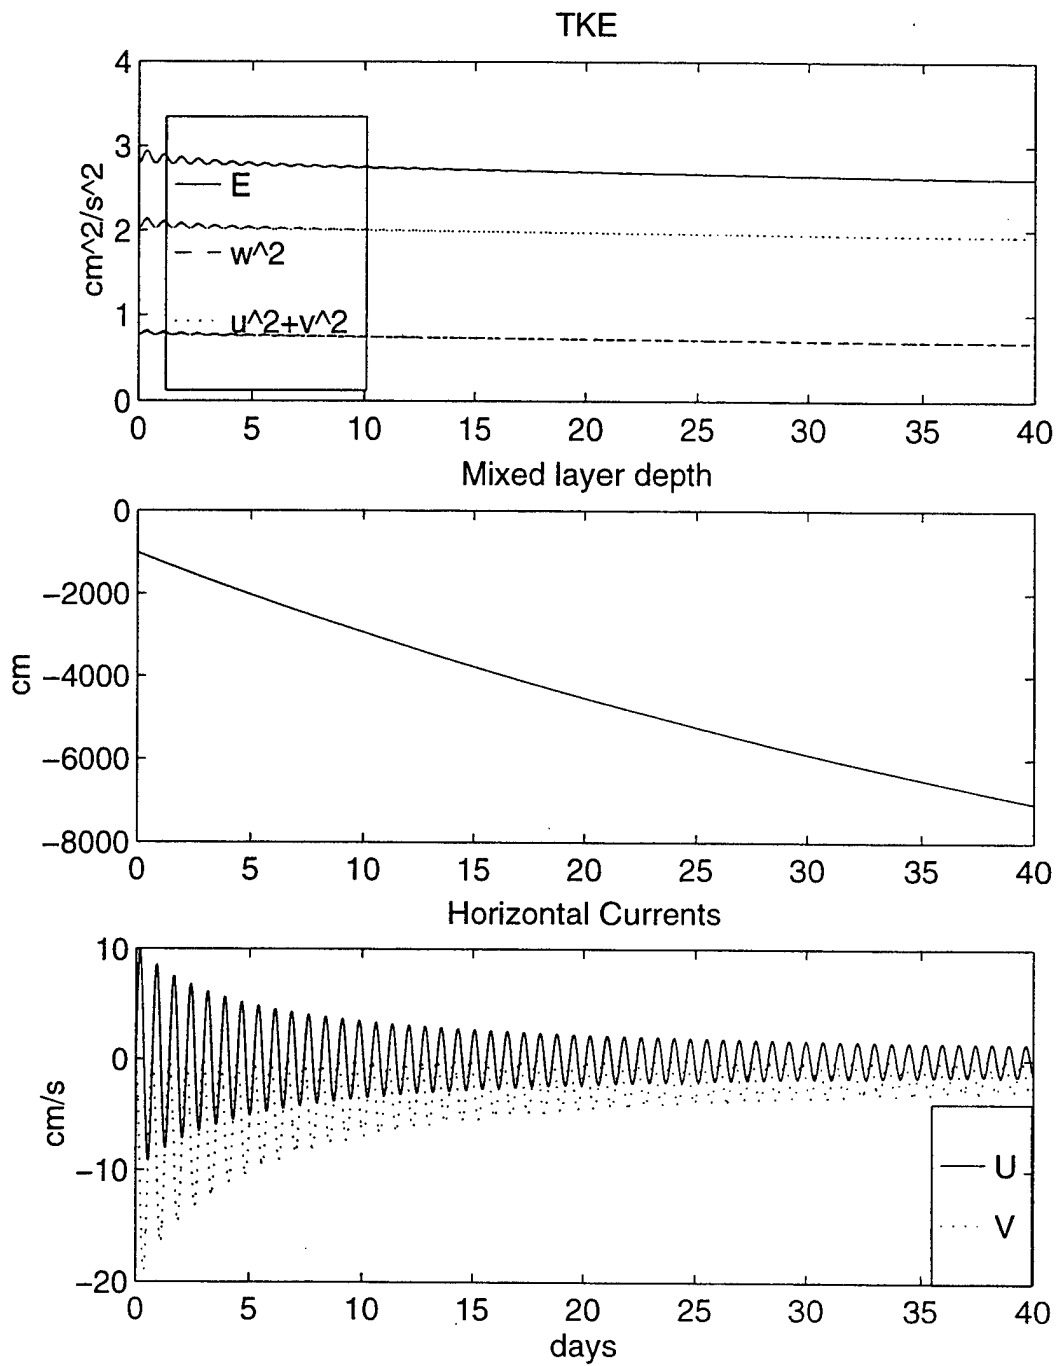 TKE
4
3
2
1
0
cm^2/s^2
E
w^2
u^2+v^2
0 5 10 15 20 25 30 35 40
Mixed layer depth
0
−2000
−4000
−6000
−8000
cm
0 5 10 15 20 25 30 35 40
Horizontal Currents
10
0
−10
−20
cm/s
U
V
0 5 10 15 20 25 30 35 40
days